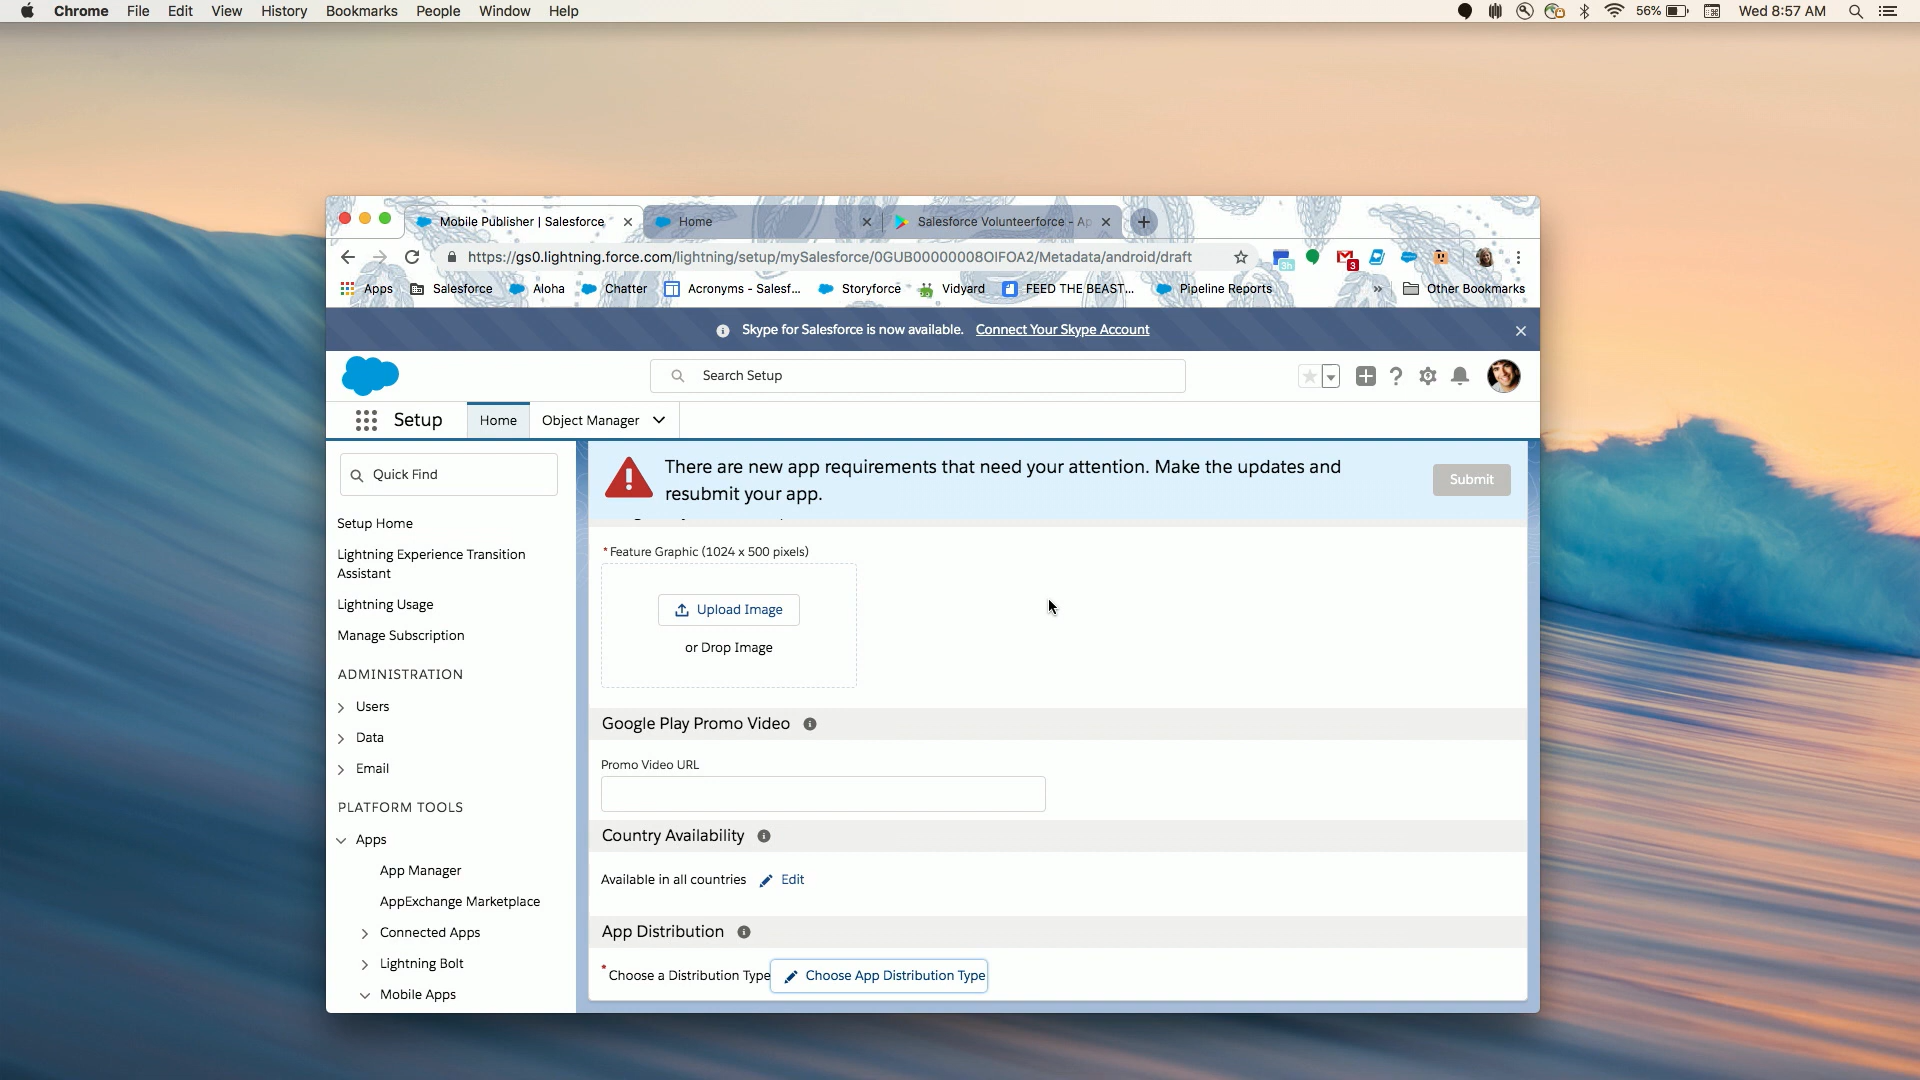 Chrome File Edit View History Bookmarks People Window Help
56% Wed 8:57 AM
Mobile Publisher | Salesforce
Home
Salesforce Volunteerforce - Ap
https://gs0.lightning.force.com/lightning/setup/mySalesforce/0GUB00000008OIFOA2/Metadata/android/draft
3h
3
Apps Salesforce Aloha Chatter Acronyms - Salesf... Storyforce Vidyard FEED THE BEAST... Pipeline Reports » Other Bookmarks
Skype for Salesforce is now available. Connect Your Skype Account
Search Setup
Setup Home Object Manager
Quick Find
Setup Home
Lightning Experience Transition
Assistant
Lightning Usage
Manage Subscription
ADMINISTRATION
Users
Data
Email
PLATFORM TOOLS
Apps
App Manager
AppExchange Marketplace
Connected Apps
Lightning Bolt
Mobile Apps
There are new app requirements that need your attention. Make the updates and
resubmit your app.
Submit
* Feature Graphic (1024 x 500 pixels)
Upload Image
or Drop Image
Google Play Promo Video
Promo Video URL
Country Availability
Available in all countries Edit
App Distribution
* Choose a Distribution Type Choose App Distribution Type